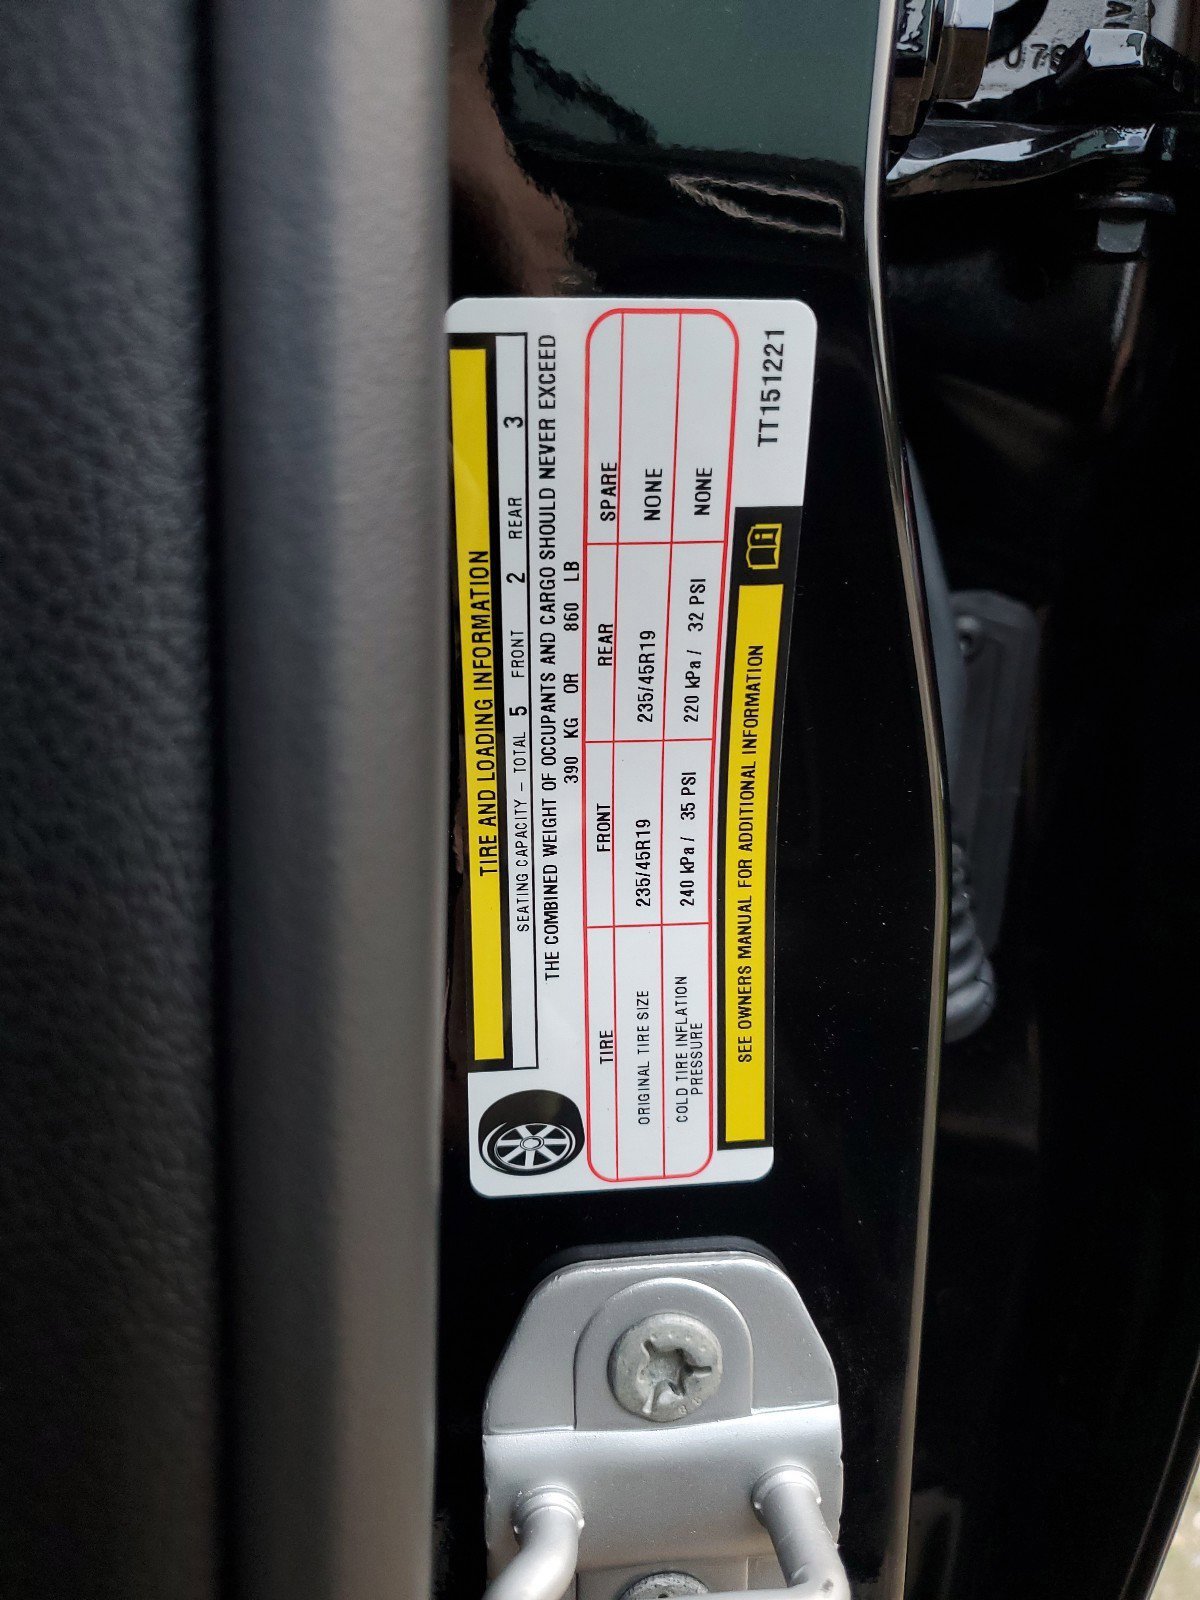 TIRE AND LOADING INFORMATION
SEATING CAPACITY – TOTAL 5 FRONT 2 REAR 3
THE COMBINED WEIGHT OF OCCUPANTS AND CARGO SHOULD NEVER EXCEED
390 KG OR 860 LB
TIRE FRONT REAR SPARE
ORIGINAL TIRE SIZE 235/45R19 235/45R19 NONE
COLD TIRE INFLATION
PRESSURE 240 kPa / 35 PSI 220 kPa / 32 PSI NONE
SEE OWNERS MANUAL FOR ADDITIONAL INFORMATION
TT151221